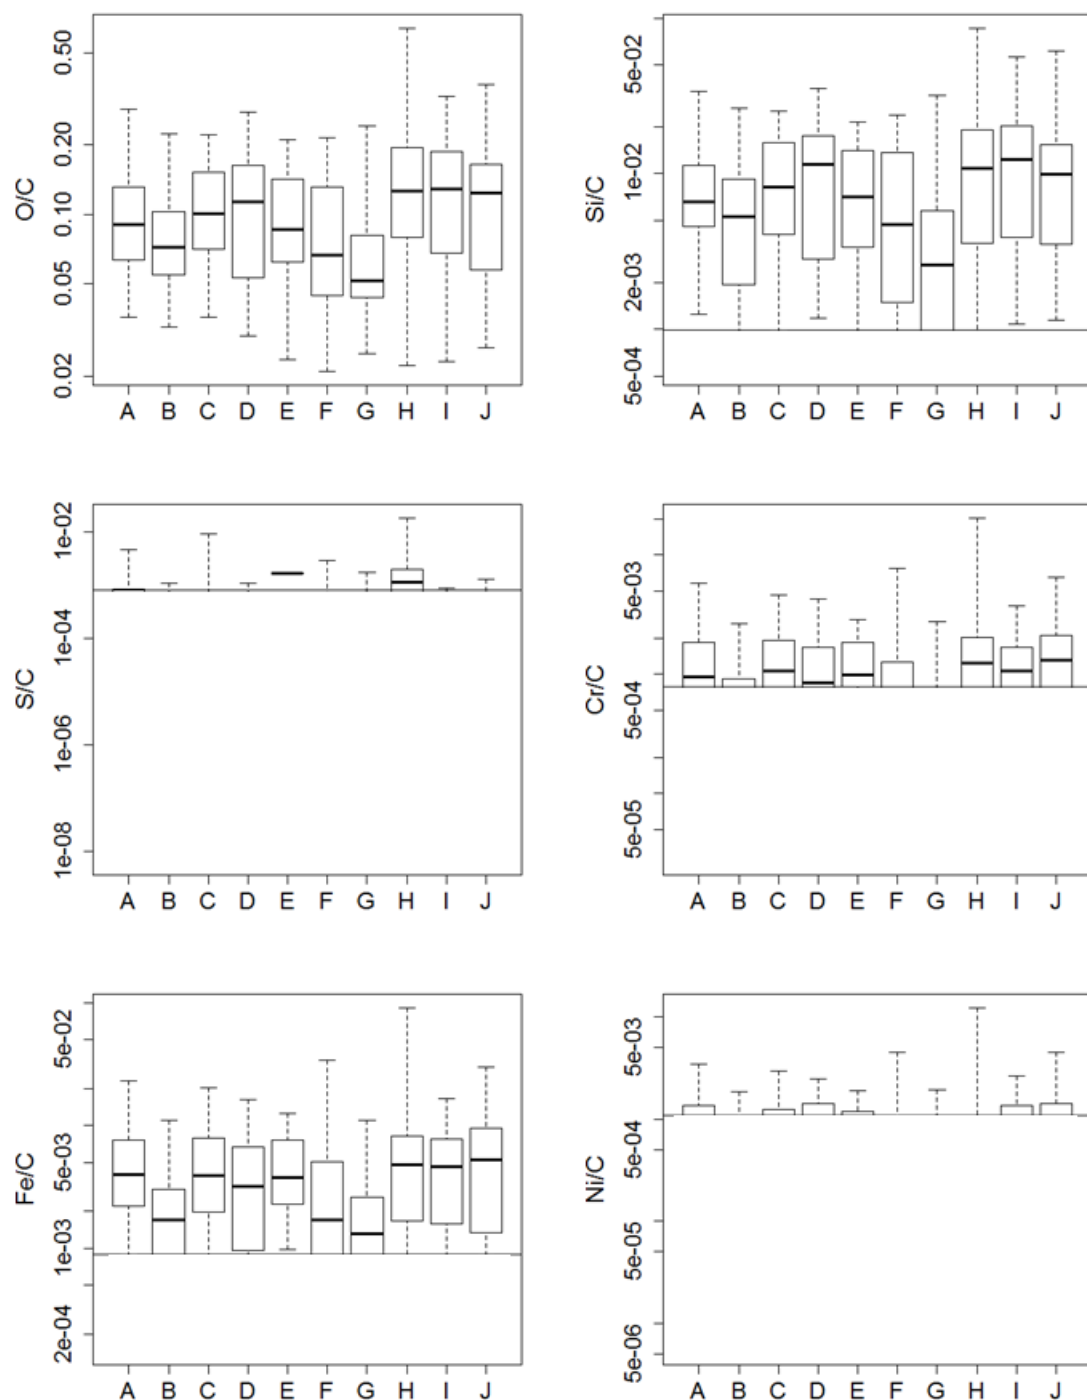 O/C
0.50
0.20
0.10
0.05
0.02
A B C D E F G H I J
Si/C
5e-02
1e-02
2e-03
5e-04
A B C D E F G H I J
S/C
1e-02
1e-04
1e-06
1e-08
A B C D E F G H I J
Cr/C
5e-03
5e-04
5e-05
A B C D E F G H I J
Fe/C
5e-02
5e-03
1e-03
2e-04
A B C D E F G H I J
Ni/C
5e-03
5e-04
5e-05
5e-06
A B C D E F G H I J